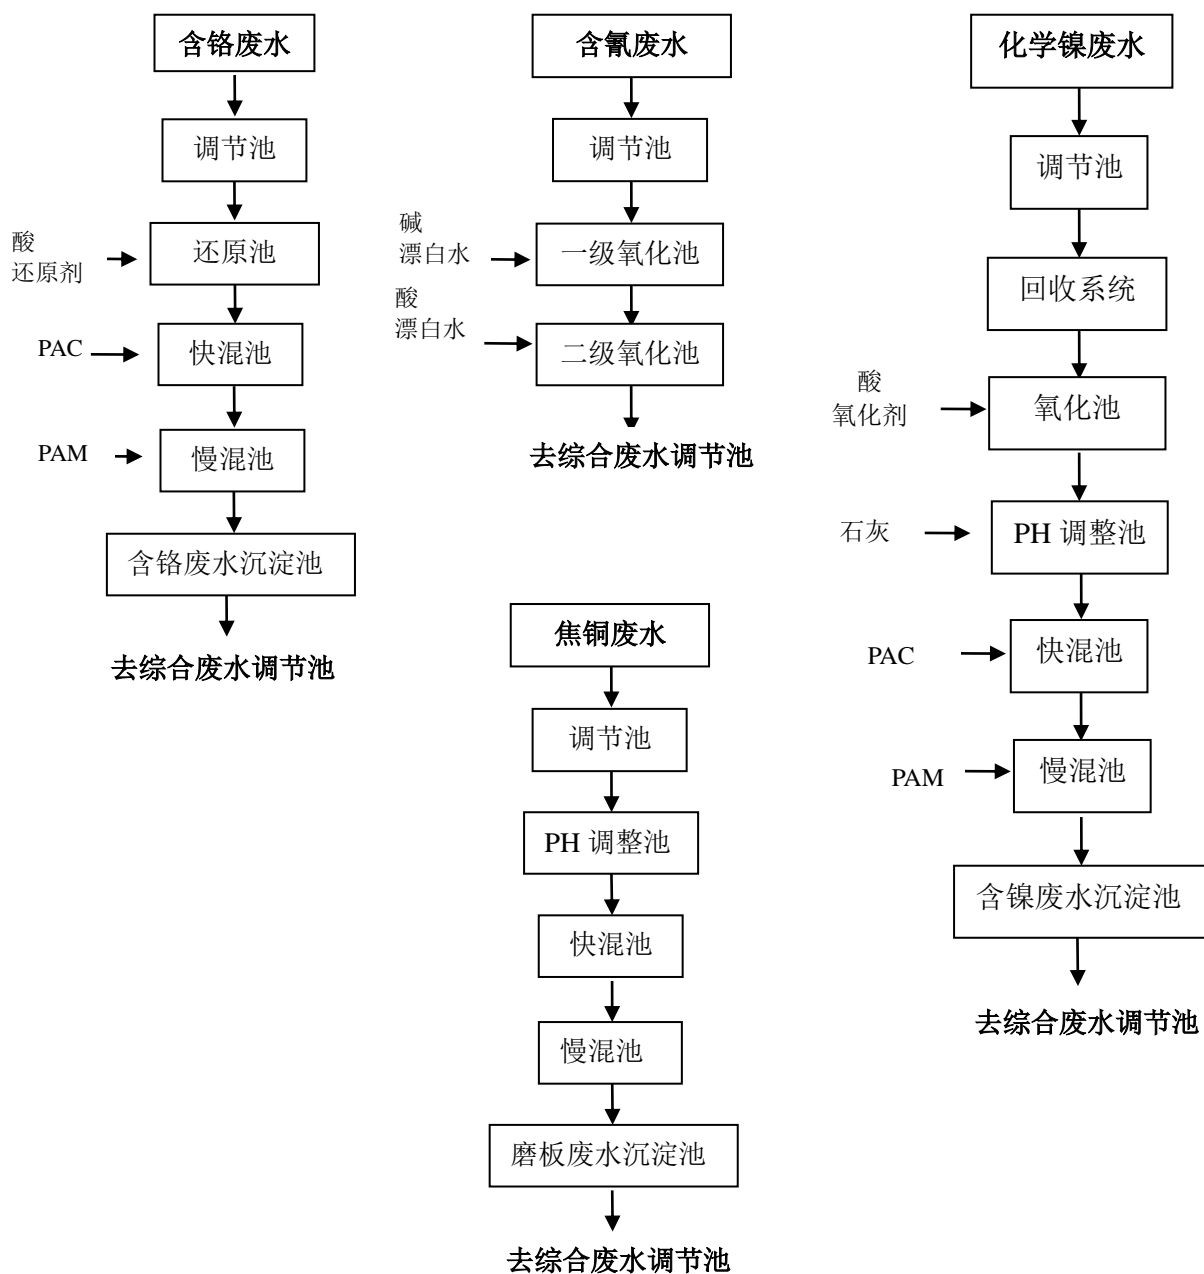 含铬废水
调节池
酸
还原剂
还原池
PAC
快混池
PAM
慢混池
含铬废水沉淀池
去综合废水调节池
含氰废水
调节池
碱
漂白水
一级氧化池
酸
漂白水
二级氧化池
去综合废水调节池
焦铜废水
调节池
PH 调整池
快混池
慢混池
磨板废水沉淀池
去综合废水调节池
化学镍废水
调节池
回收系统
酸
氧化剂
氧化池
石灰
PH 调整池
PAC
快混池
PAM
慢混池
含镍废水沉淀池
去综合废水调节池